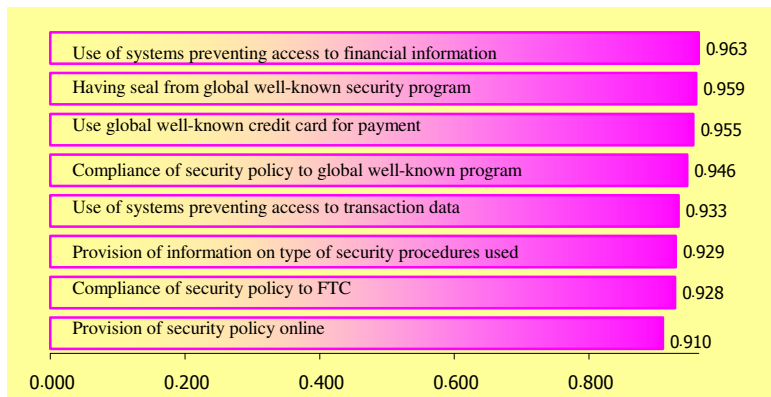 Use of systems preventing access to financial information 0.963
Having seal from global well-known security program 0.959
Use global well-known credit card for payment 0.955
Compliance of security policy to global well-known program 0.946
Use of systems preventing access to transaction data 0.933
Provision of information on type of security procedures used 0.929
Compliance of security policy to FTC 0.928
Provision of security policy online 0.910
0.000 0.200 0.400 0.600 0.800